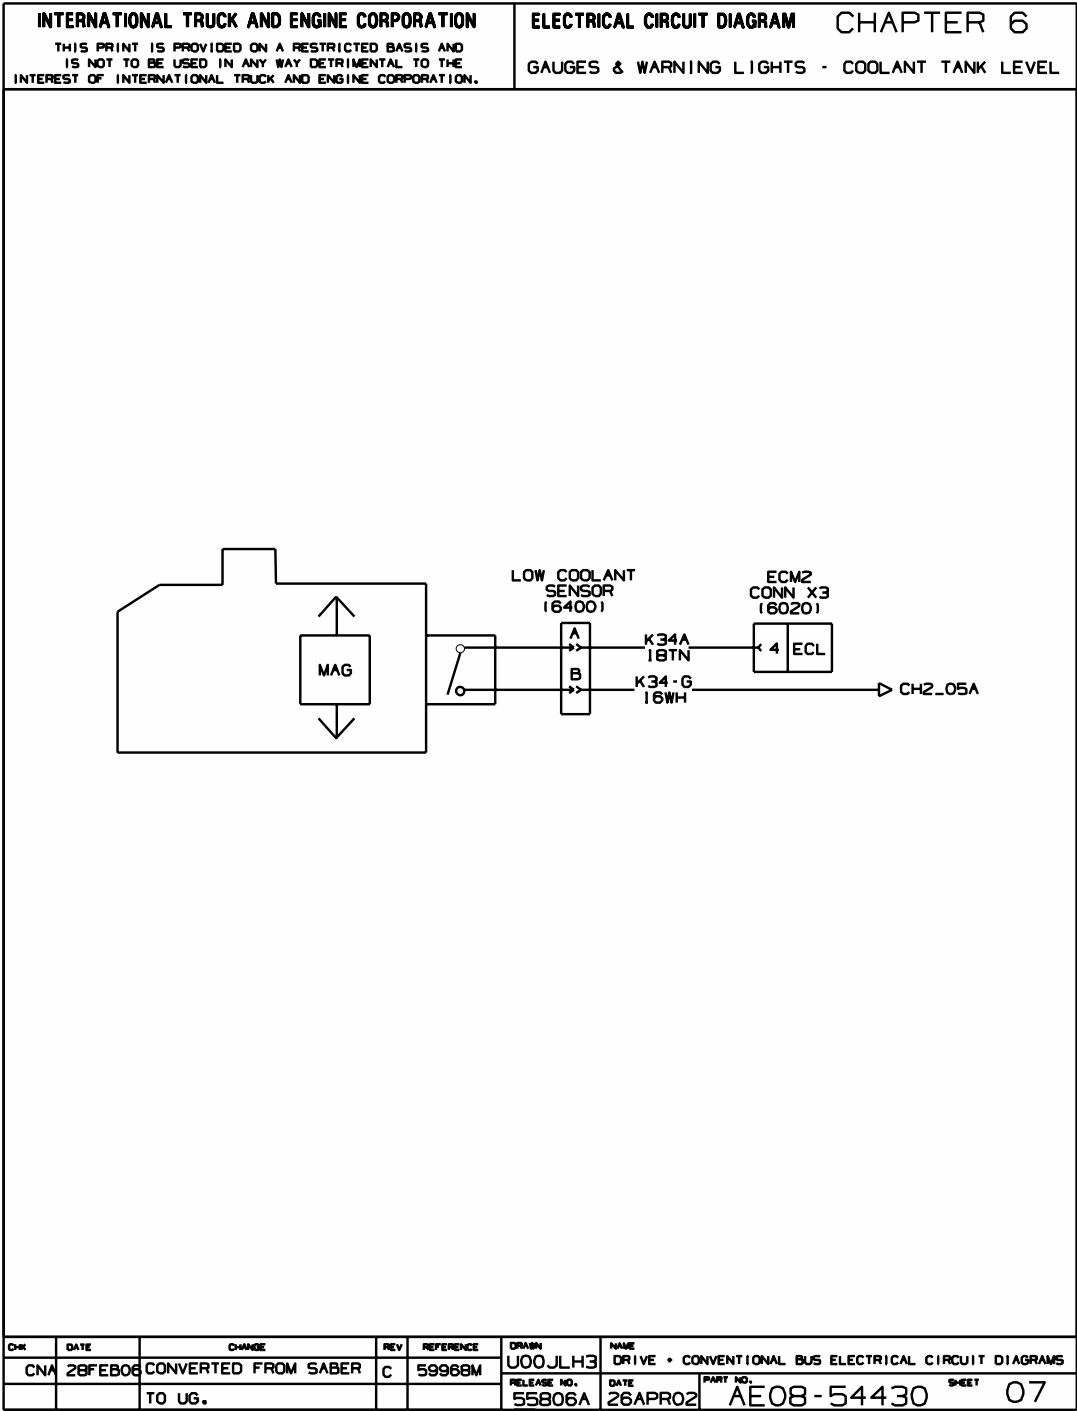 INTERNATIONAL TRUCK AND ENGINE CORPORATION
THIS PRINT IS PROVIDED ON A RESTRICTED BASIS AND
IS NOT TO BE USED IN ANY WAY DETRIMENTAL TO THE
INTEREST OF INTERNATIONAL TRUCK AND ENGINE CORPORATION.
ELECTRICAL CIRCUIT DIAGRAM CHAPTER 6
GAUGES & WARNING LIGHTS - COOLANT TANK LEVEL
LOW COOLANT
SENSOR
(6400)
ECM2
CONN X3
(6020)
A
K34A
18TN
4 ECL
MAG
B
K34-G
16WH
CH2_05A
CHK DATE CHANGE REV REFERENCE
CNA 28FEB06 CONVERTED FROM SABER C 59968M
TO UG.
DRAWN
U00JLH3
NAME
DRIVE • CONVENTIONAL BUS ELECTRICAL CIRCUIT DIAGRAMS
RELEASE NO.
55806A
DATE
26APR02
PART NO.
AE08-54430
SHEET
07